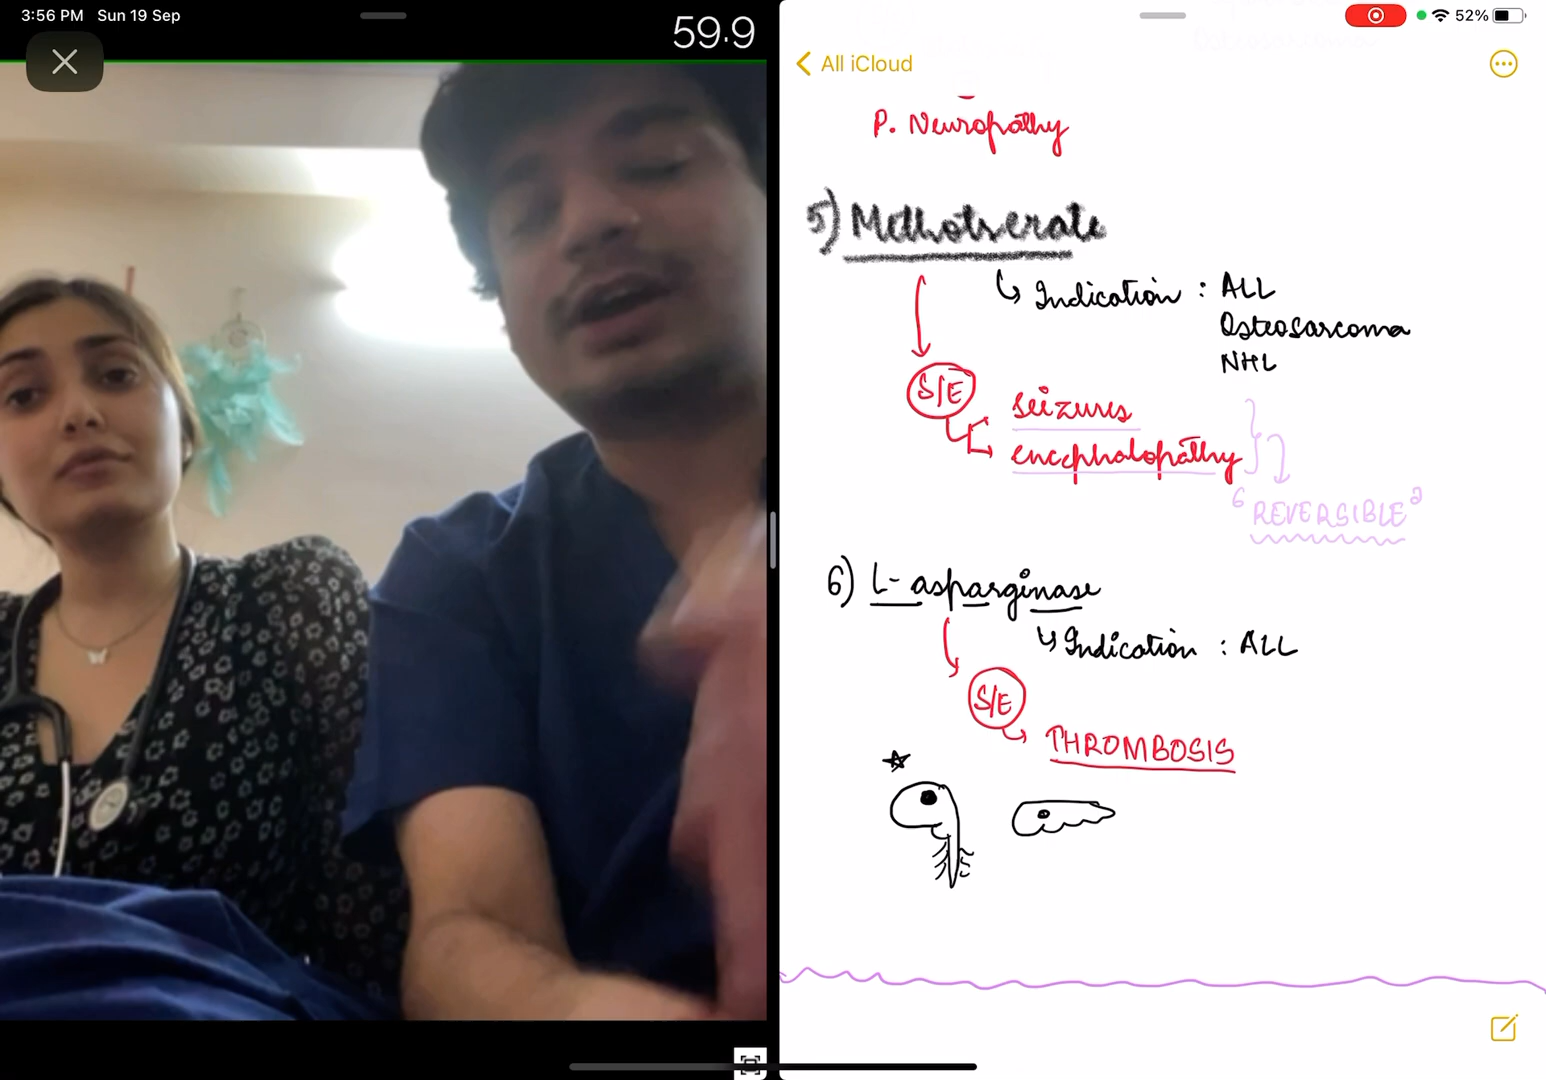 3:56 PM Sun 19 Sep
59.9
52%
All iCloud
P. Neuropathy
5) Methotrexate
Indication : ALL
Osteosarcoma
NHL
S/E
seizures
encephalopathy
"REVERSIBLE"
6) L-asparginase
Indication : ALL
S/E
THROMBOSIS